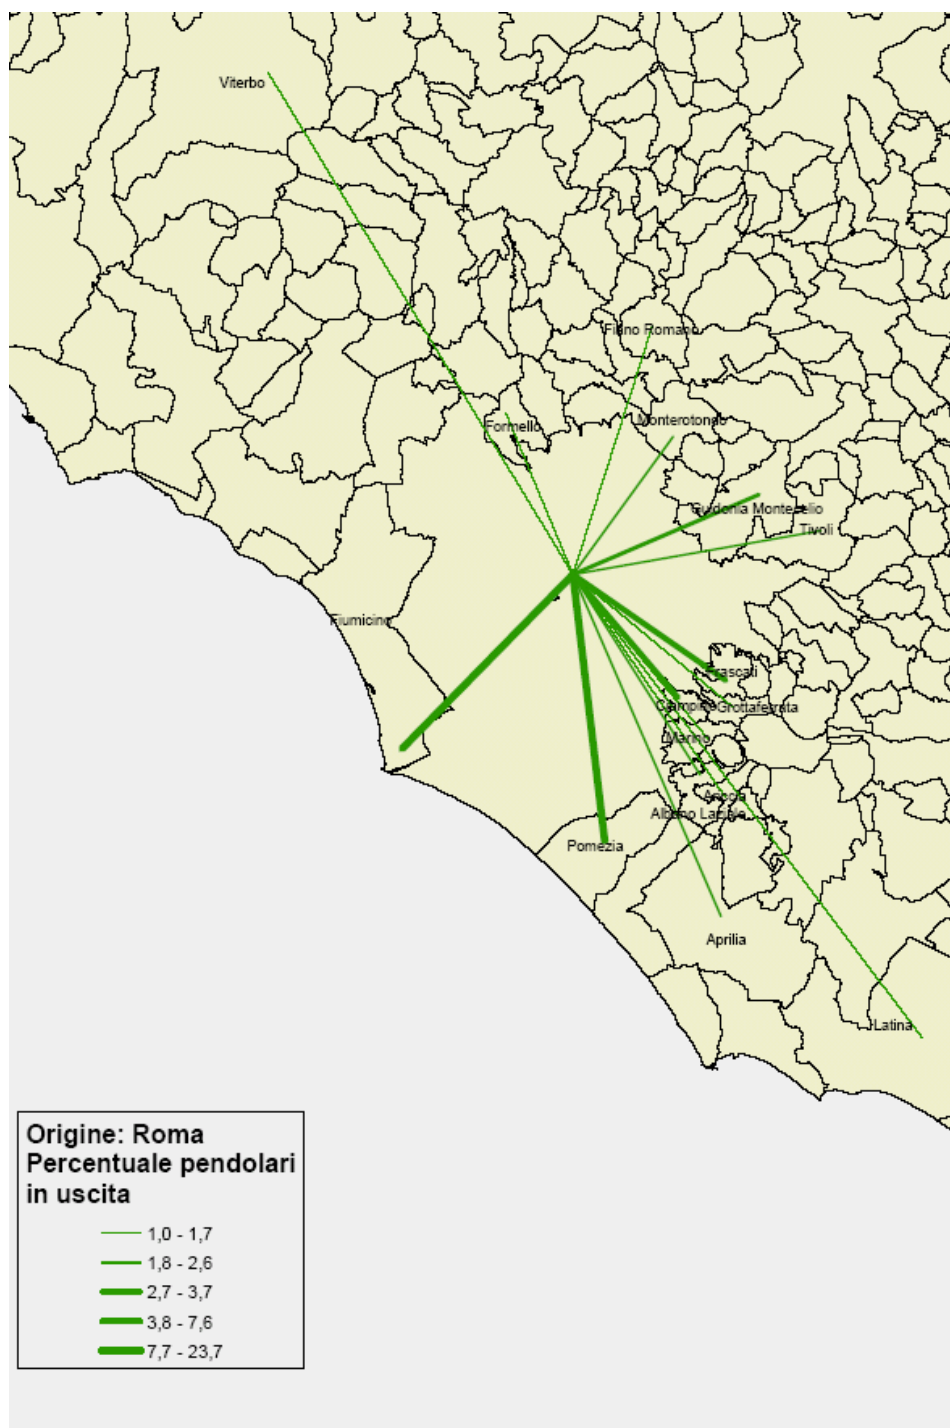 Viterbo
Fiano Romano
Formello
Monterotondo
Guidonia Montecelio
Tivoli
Fiumicino
Frascati
Ciampino
Grottaferrata
Marino
Ariccia
Albano Laziale
Pomezia
Aprilia
Latina
Origine: Roma
Percentuale pendolari
in uscita
1,0 - 1,7
1,8 - 2,6
2,7 - 3,7
3,8 - 7,6
7,7 - 23,7